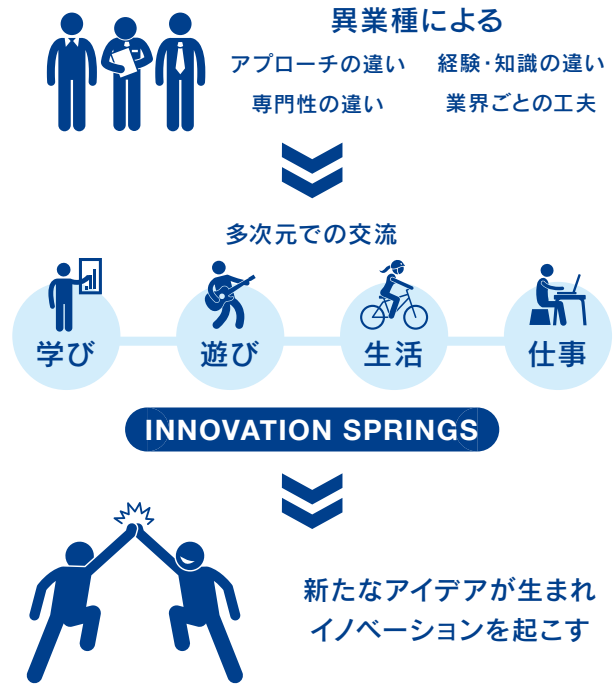 異業種による
アプローチの違い　経験・知識の違い
専門性の違い　業界ごとの工夫
多次元での交流
学び　遊び　生活　仕事
INNOVATION SPRINGS
新たなアイデアが生まれ
イノベーションを起こす